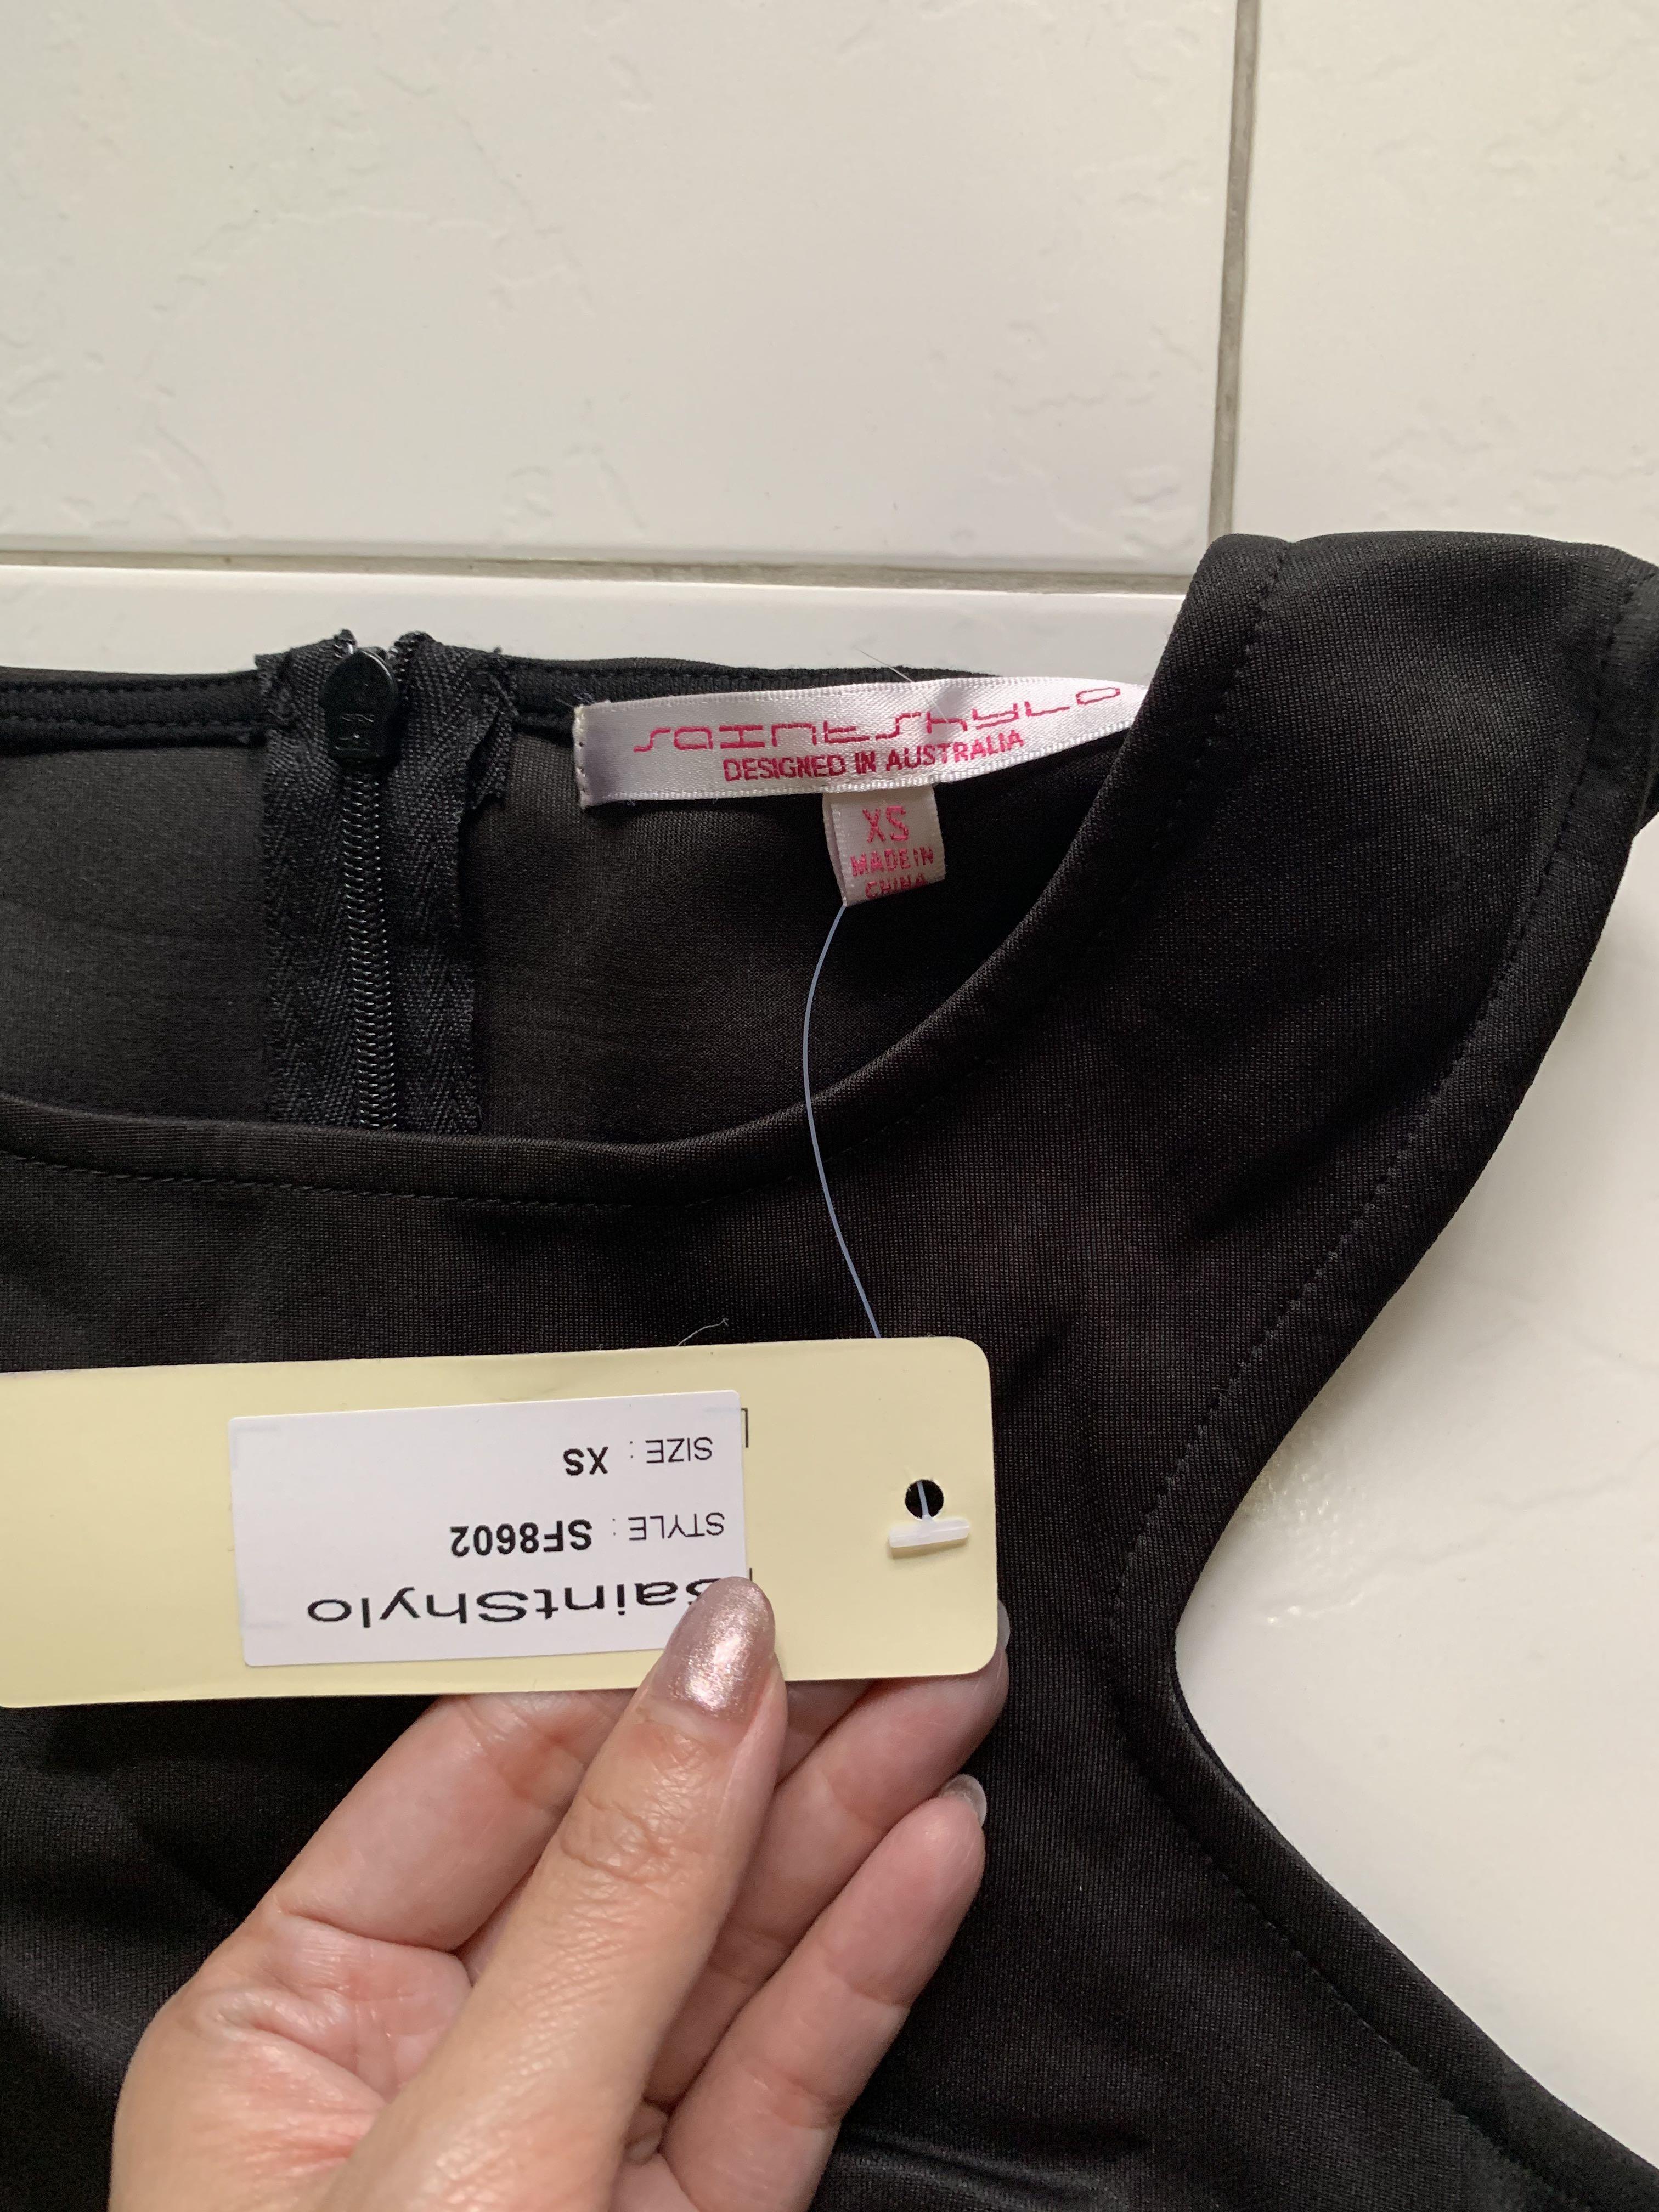 saintshylo
DESIGNED IN AUSTRALIA
XS
MADE IN
CHINA
SaintShylo
STYLE : SF8602
SIZE : XS